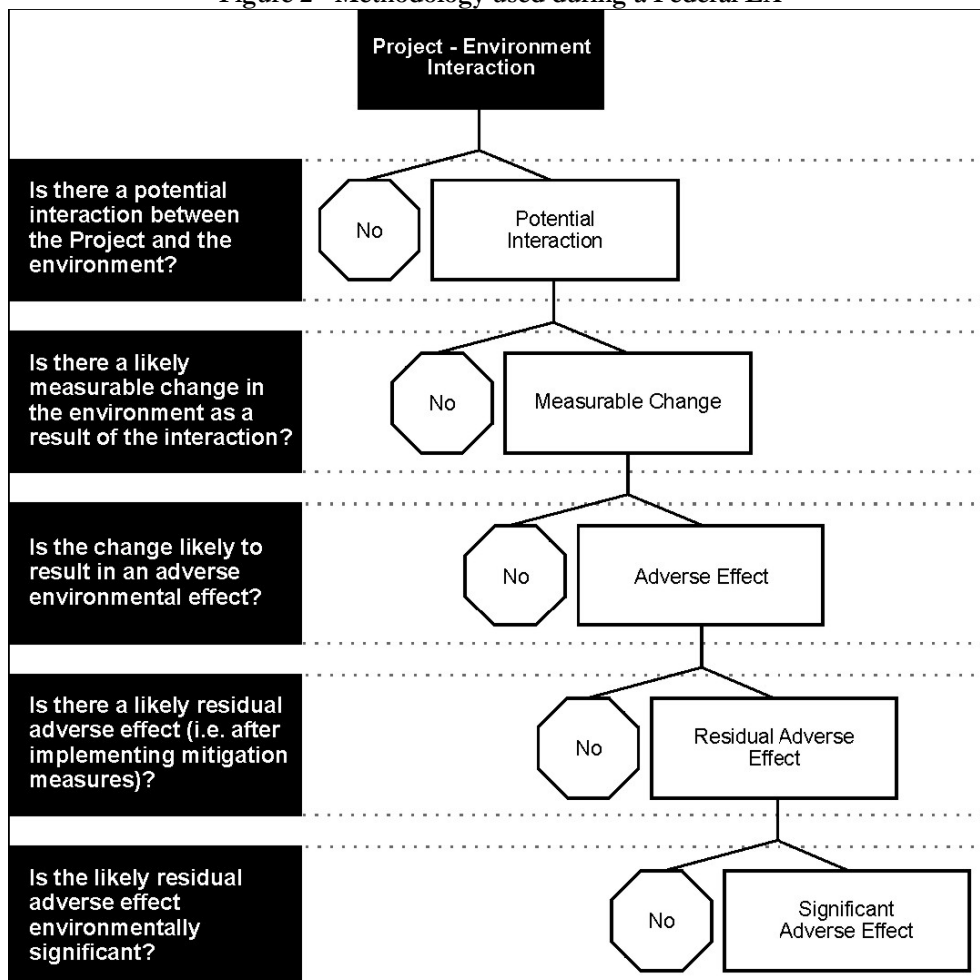 Figure 2 - Methodology used during a Federal EA
Project - Environment
Interaction
Is there a potential
interaction between
the Project and the
environment?
No
Potential
Interaction
Is there a likely
measurable change in
the environment as a
result of the interaction?
No
Measurable Change
Is the change likely to
result in an adverse
environmental effect?
No
Adverse Effect
Is there a likely residual
adverse effect (i.e. after
implementing mitigation
measures)?
No
Residual Adverse
Effect
Is the likely residual
adverse effect
environmentally
significant?
No
Significant
Adverse Effect